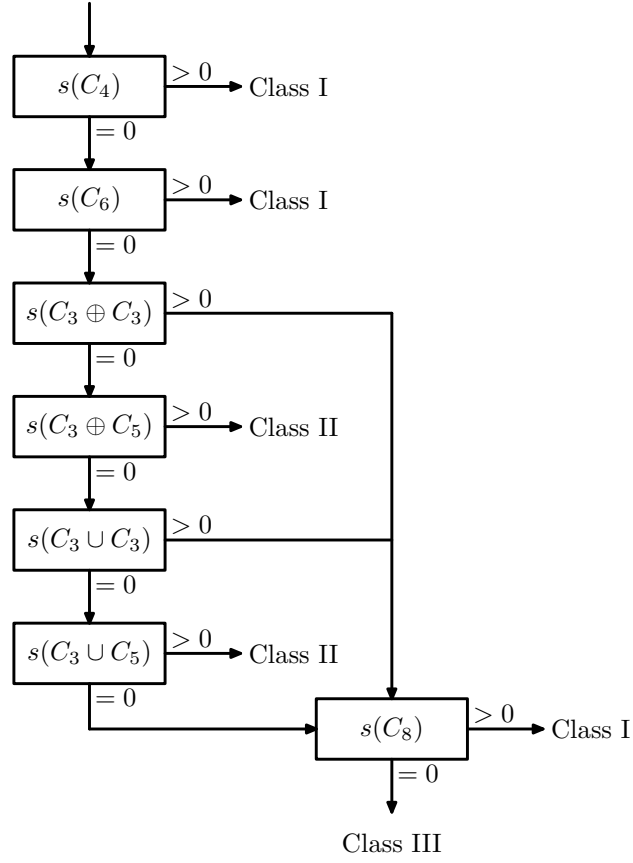 s(C₄) > 0 Class I
= 0
s(C₆) > 0 Class I
= 0
s(C₃ ⊕ C₃) > 0
= 0
s(C₃ ⊕ C₅) > 0 Class II
= 0
s(C₃ ∪ C₃) > 0
= 0
s(C₃ ∪ C₅) > 0 Class II
= 0
s(C₈) > 0 Class I
= 0
Class III